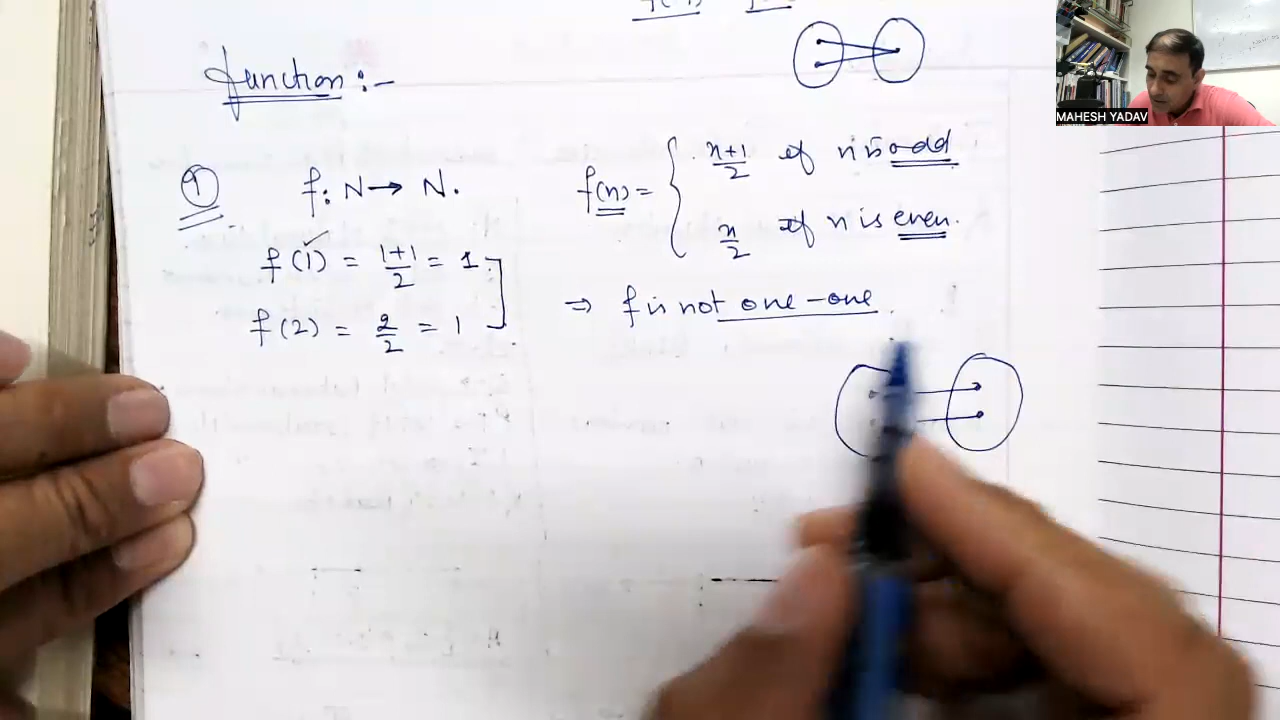 MAHESH YADAV
function :-
① f: N → N. f(n) = { n+1/2 if n is odd
n/2 if n is even.
f(1) = 1+1/2 = 1
f(2) = 2/2 = 1
⇒ f is not one-one.